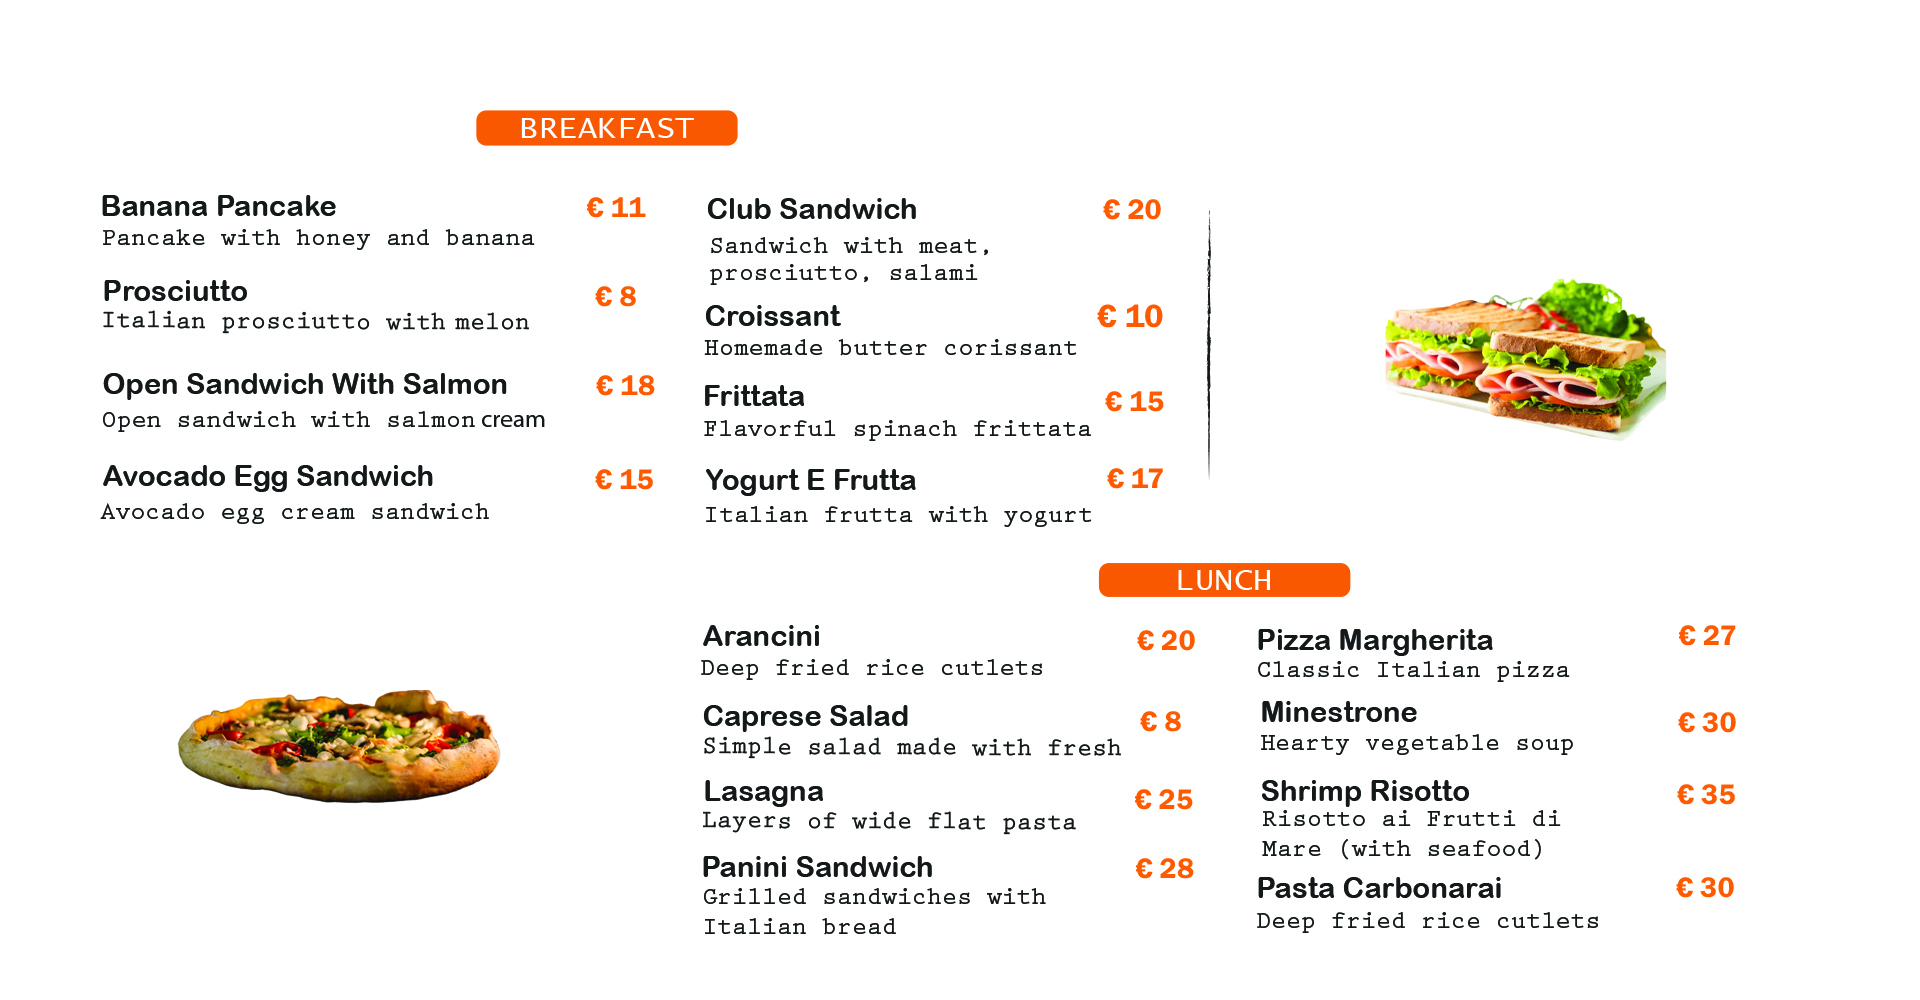 BREAKFAST
Banana Pancake € 11
Pancake with honey and banana
Prosciutto € 8
Italian prosciutto with melon
Open Sandwich With Salmon € 18
Open sandwich with salmon cream
Avocado Egg Sandwich € 15
Avocado egg cream sandwich
Club Sandwich € 20
Sandwich with meat,
prosciutto, salami
Croissant € 10
Homemade butter corissant
Frittata € 15
Flavorful spinach frittata
Yogurt E Frutta € 17
Italian frutta with yogurt
LUNCH
Arancini € 20
Deep fried rice cutlets
Caprese Salad € 8
Simple salad made with fresh
Lasagna € 25
Layers of wide flat pasta
Panini Sandwich € 28
Grilled sandwiches with
Italian bread
Pizza Margherita € 27
Classic Italian pizza
Minestrone € 30
Hearty vegetable soup
Shrimp Risotto € 35
Risotto ai Frutti di
Mare (with seafood)
Pasta Carbonarai € 30
Deep fried rice cutlets